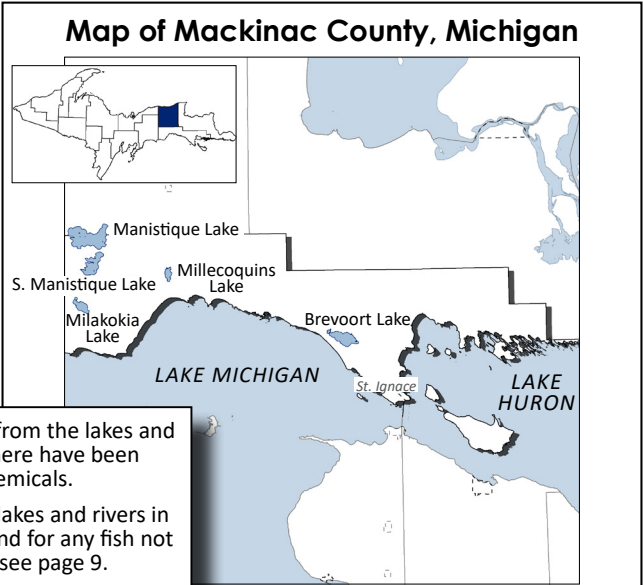 Map of Mackinac County, Michigan
Manistique Lake
S. Manistique Lake
Millecoquins
Lake
Milakokia
Lake
Brevoort Lake
LAKE MICHIGAN
St. Ignace
LAKE
HURON
from the lakes and
here have been
emicals.
lakes and rivers in
nd for any fish not
see page 9.